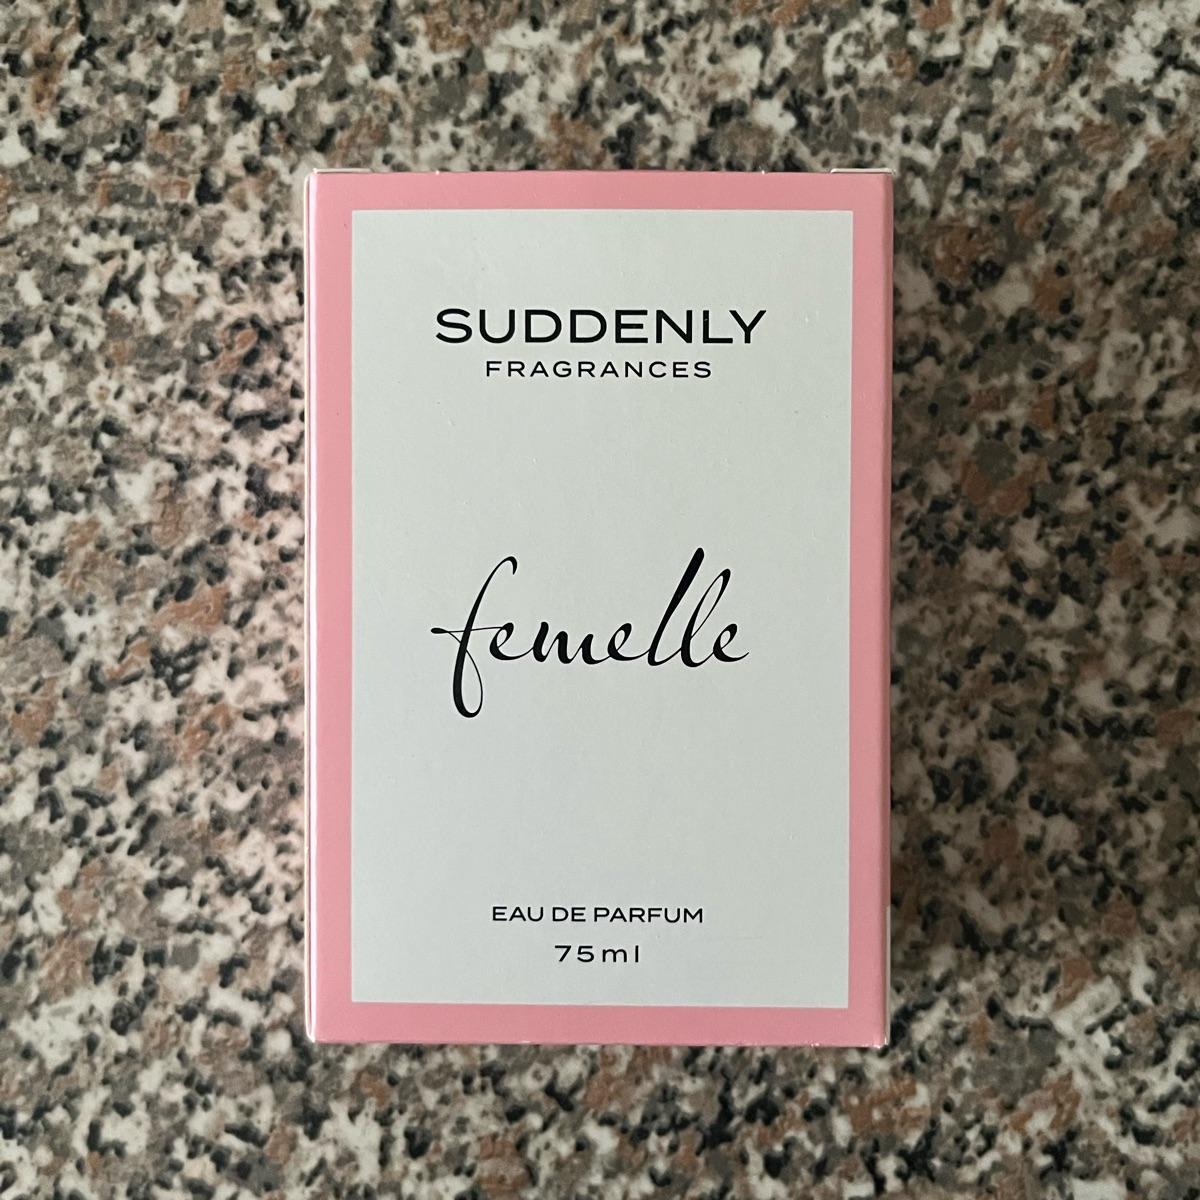 SUDDENLY
FRAGRANCES
femelle
EAU DE PARFUM
75ml